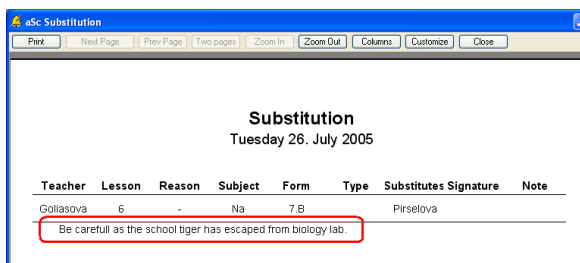 aSc Substitution
Print Next Page Prev Page Two pages Zoom In Zoom Out Columns Customize Close
Substitution
Tuesday 26. July 2005
Teacher Lesson Reason Subject Form Type Substitutes Signature Note
Goliasova 6 - Na 7.B Pirselova
Be carefull as the school tiger has escaped from biology lab.